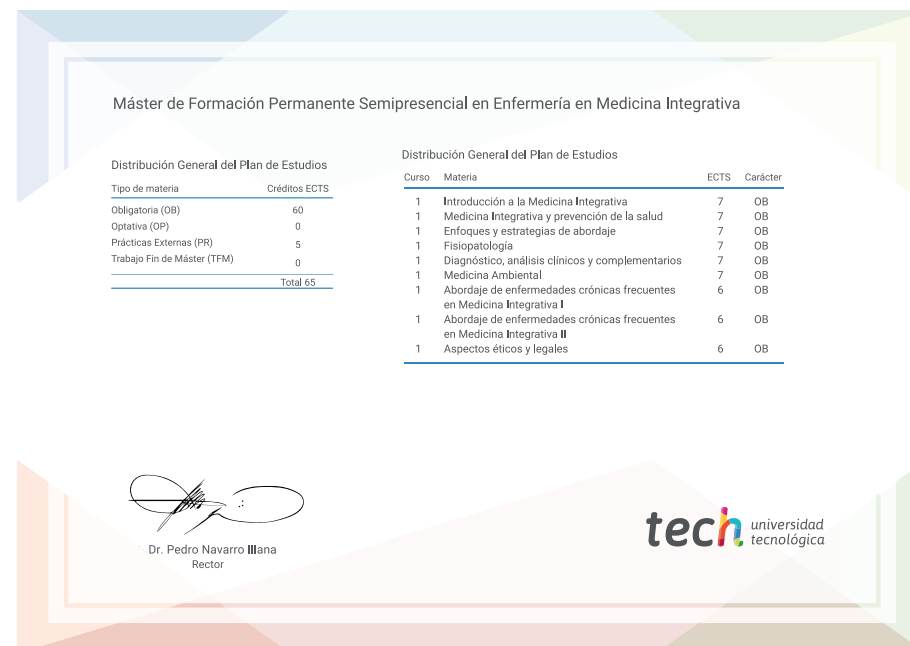 Máster de Formación Permanente Semipresencial en Enfermería en Medicina Integrativa
Distribución General del Plan de Estudios
Tipo de materia Créditos ECTS
Obligatoria (OB) 60
Optativa (OP) 0
Prácticas Externas (PR) 5
Trabajo Fin de Máster (TFM) 0
Total 65
Distribución General del Plan de Estudios
Curso Materia ECTS Carácter
1 Introducción a la Medicina Integrativa 7 OB
1 Medicina Integrativa y prevención de la salud 7 OB
1 Enfoques y estrategias de abordaje 7 OB
1 Fisiopatología 7 OB
1 Diagnóstico, análisis clínicos y complementarios 7 OB
1 Medicina Ambiental 7 OB
1 Abordaje de enfermedades crónicas frecuentes 6 OB
en Medicina Integrativa I
1 Abordaje de enfermedades crónicas frecuentes 6 OB
en Medicina Integrativa II
1 Aspectos éticos y legales 6 OB
Dr. Pedro Navarro Illana
Rector
tech universidad
tecnológica